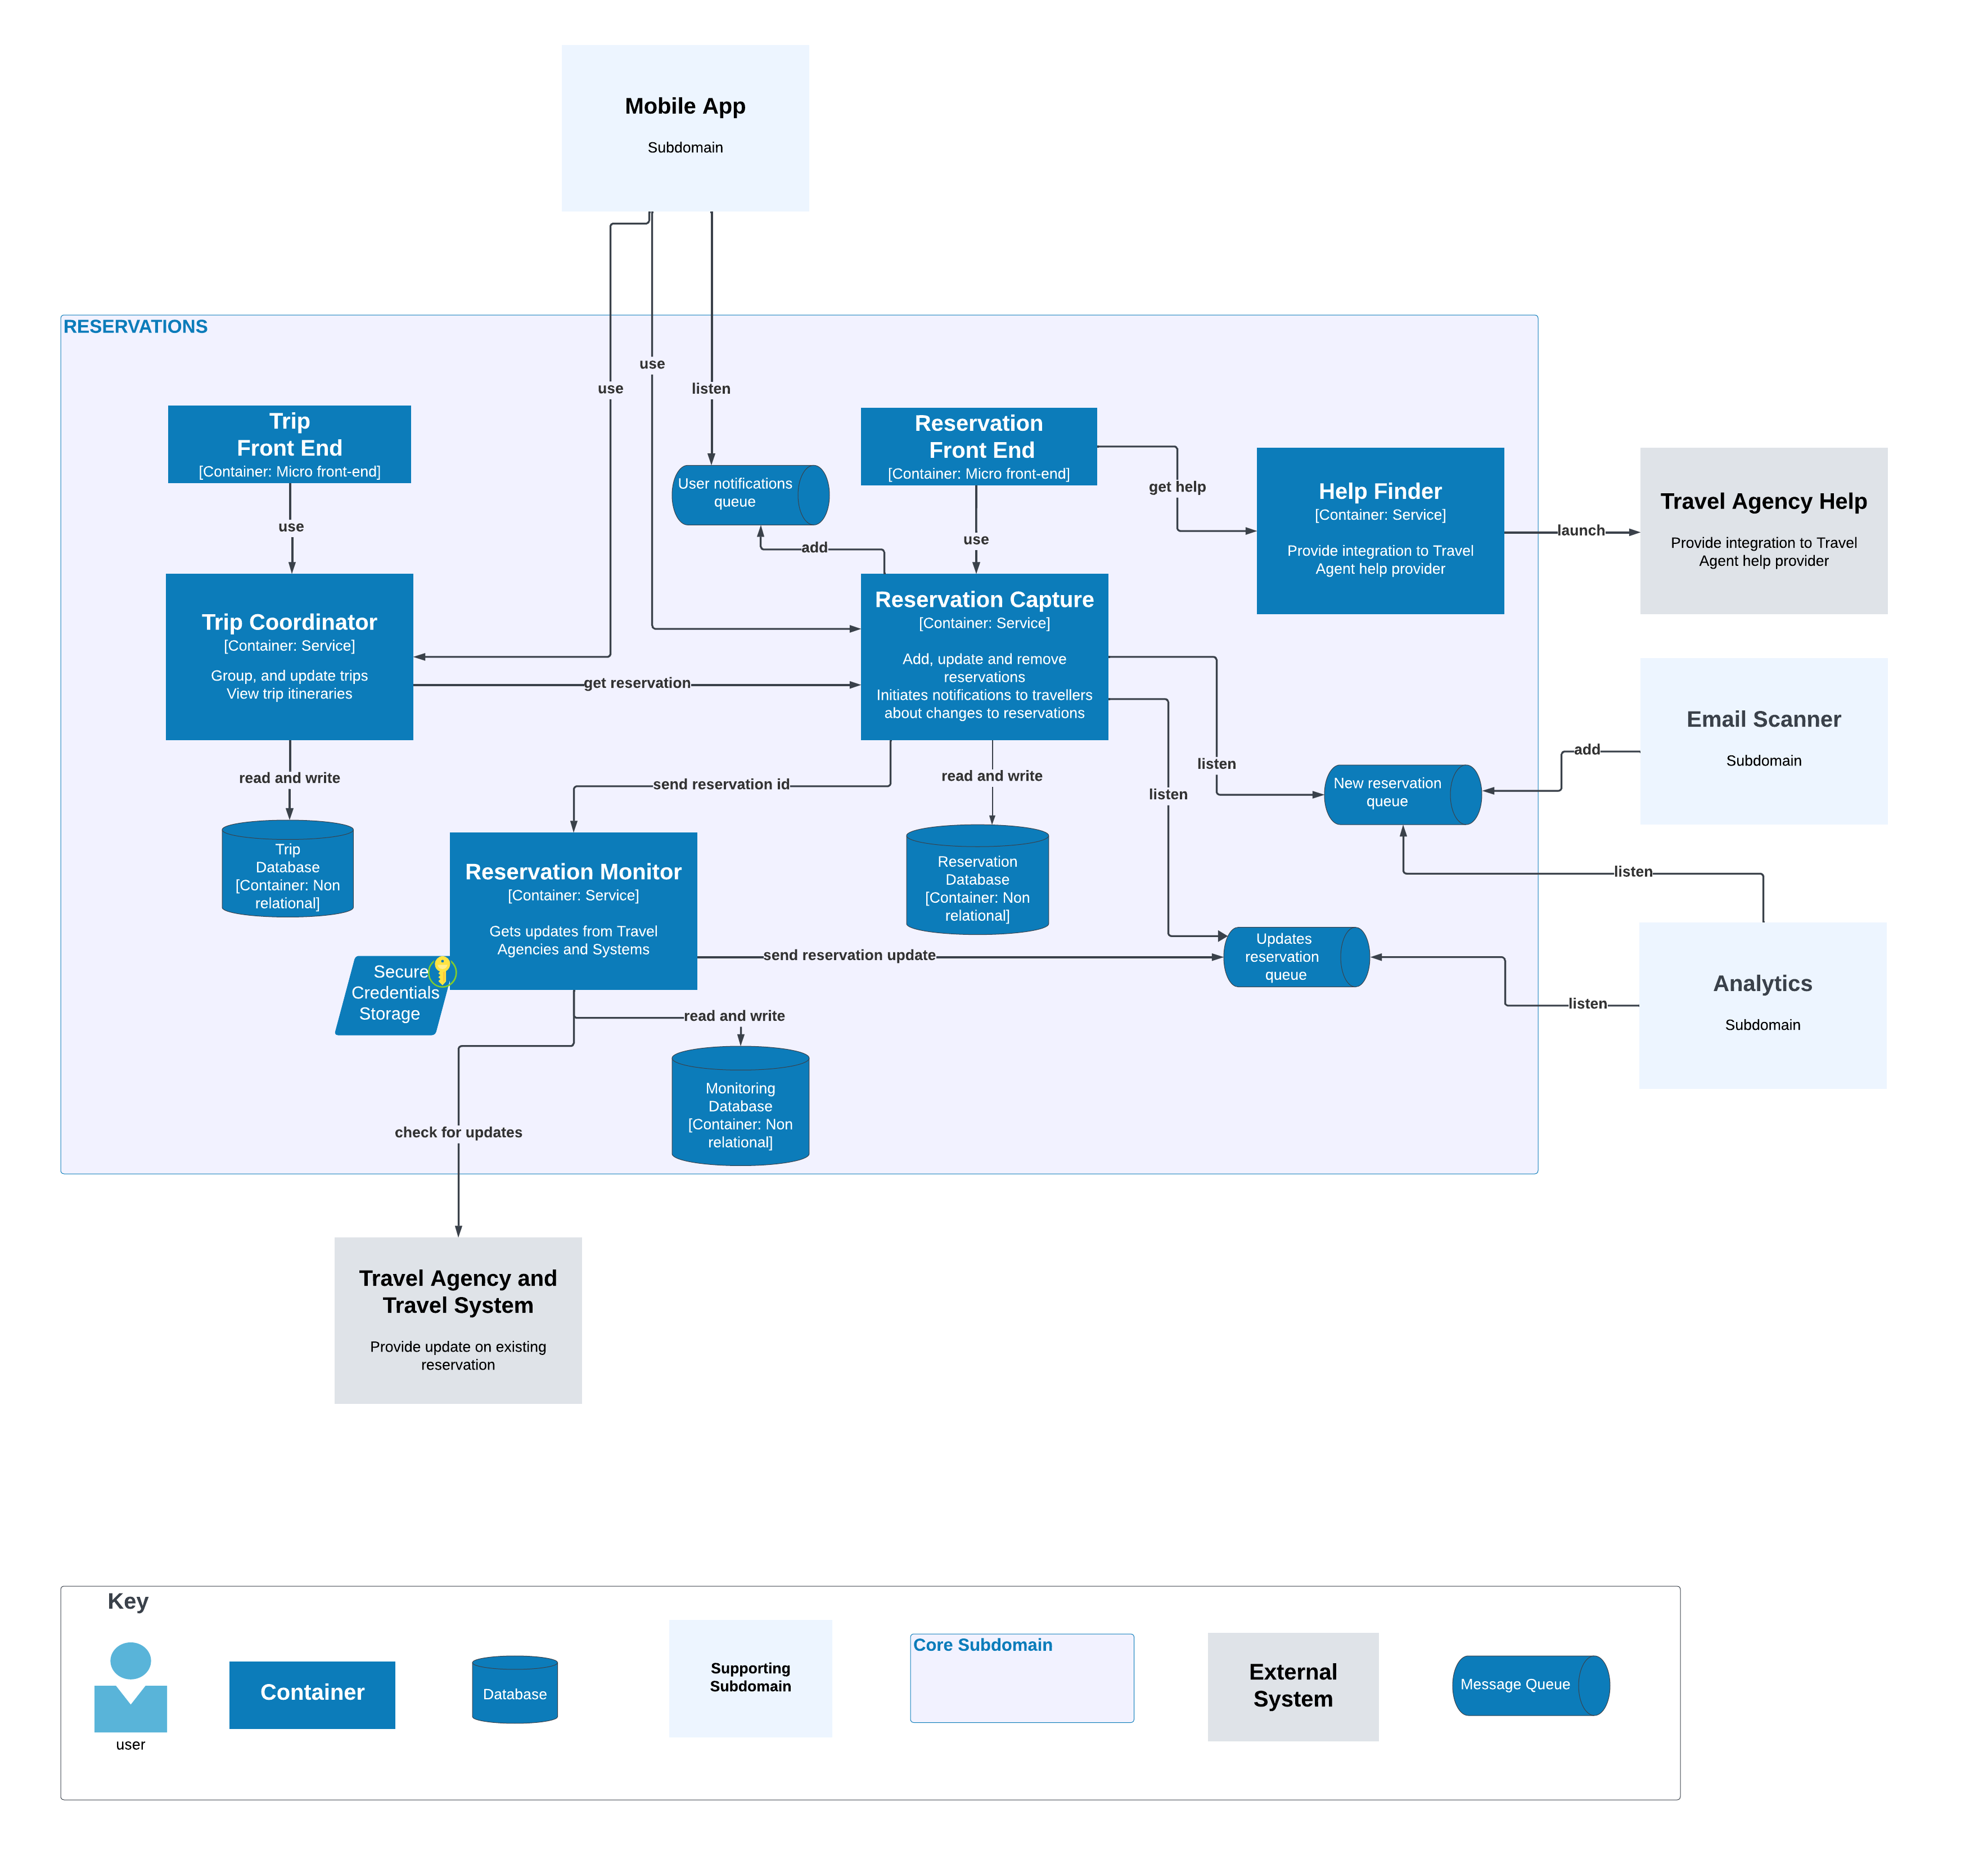 Mobile App
Subdomain
RESERVATIONS
use
use
listen
Trip
Front End
[Container: Micro front-end]
use
User notifications
queue
add
Reservation
Front End
[Container: Micro front-end]
use
get help
Help Finder
[Container: Service]
Provide integration to Travel
Agent help provider
launch
Travel Agency Help
Provide integration to Travel
Agent help provider
Trip Coordinator
[Container: Service]
Group, and update trips
View trip itineraries
get reservation
Reservation Capture
[Container: Service]
Add, update and remove
reservations
Initiates notifications to travellers
about changes to reservations
listen
listen
New reservation
queue
add
Email Scanner
Subdomain
read and write
Trip
Database
[Container: Non
relational]
send reservation id
read and write
Reservation
Database
[Container: Non
relational]
Reservation Monitor
[Container: Service]
Gets updates from Travel
Agencies and Systems
Secure
Credentials
Storage
send reservation update
Updates
reservation
queue
listen
listen
Analytics
Subdomain
read and write
Monitoring
Database
[Container: Non
relational]
check for updates
Travel Agency and
Travel System
Provide update on existing
reservation
Key
user
Container
Database
Supporting
Subdomain
Core Subdomain
External
System
Message Queue